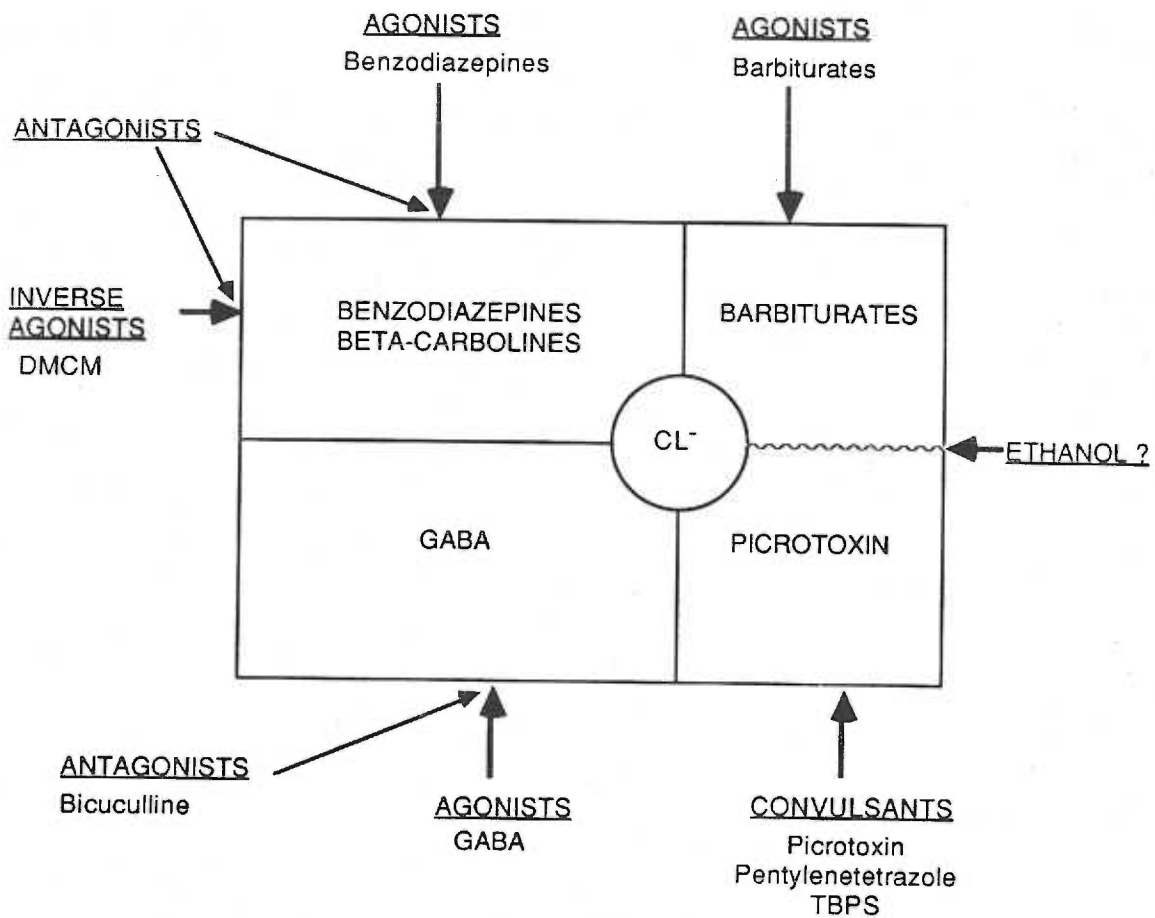 AGONISTS
Benzodiazepines
AGONISTS
Barbiturates
ANTAGONISTS
INVERSE
AGONISTS
DMCM
BENZODIAZEPINES
BETA-CARBOLINES
BARBITURATES
CL⁻
ETHANOL ?
GABA
PICROTOXIN
ANTAGONISTS
Bicuculline
AGONISTS
GABA
CONVULSANTS
Picrotoxin
Pentylenetetrazole
TBPS